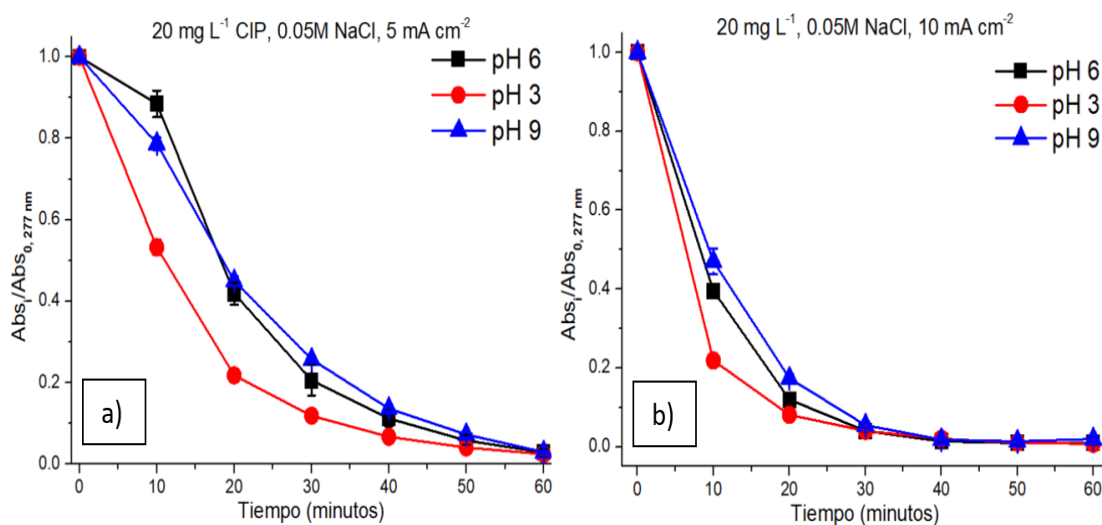 20 mg L⁻¹ CIP, 0.05M NaCl, 5 mA cm⁻²
1.0
0.8
0.6
0.4
0.2
0.0
Absᵢ/Abs₀, ₂₇₇ ₙₘ
pH 6
pH 3
pH 9
a)
0 10 20 30 40 50 60
Tiempo (minutos)
20 mg L⁻¹, 0.05M NaCl, 10 mA cm⁻²
1.0
0.8
0.6
0.4
0.2
0.0
Absᵢ/Abs₀, ₂₇₇ ₙₘ
pH 6
pH 3
pH 9
b)
0 10 20 30 40 50 60
Tiempo (minutos)